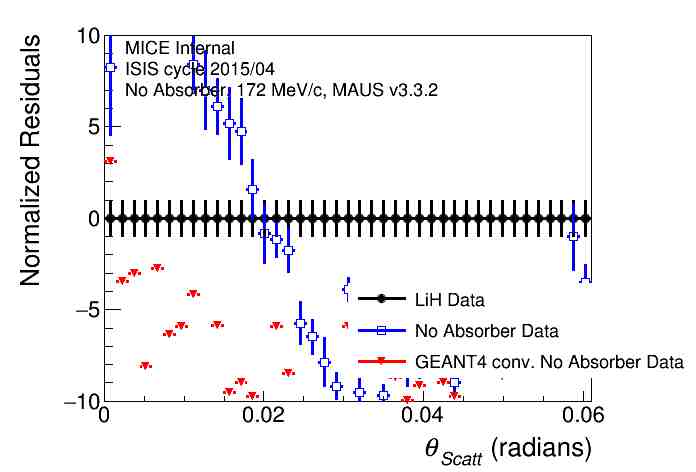 MICE Internal
ISIS cycle 2015/04
No Absorber, 172 MeV/c, MAUS v3.3.2
Normalized Residuals
10
5
0
−5
−10
LiH Data
No Absorber Data
GEANT4 conv. No Absorber Data
0 0.02 0.04 0.06
θ_Scatt (radians)